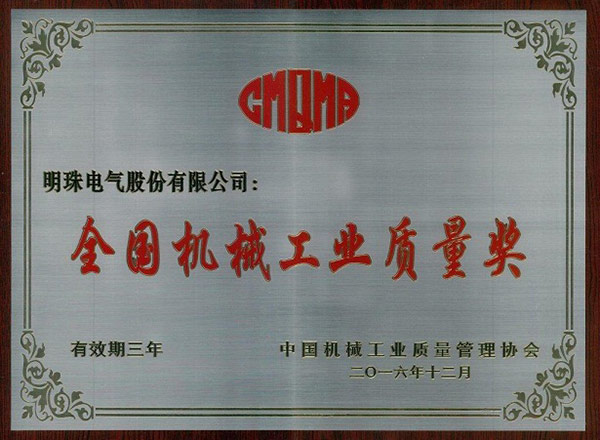 CMQMA
明珠电气股份有限公司：
全国机械工业质量奖
有效期三年
中国机械工业质量管理协会
二〇一六年十二月